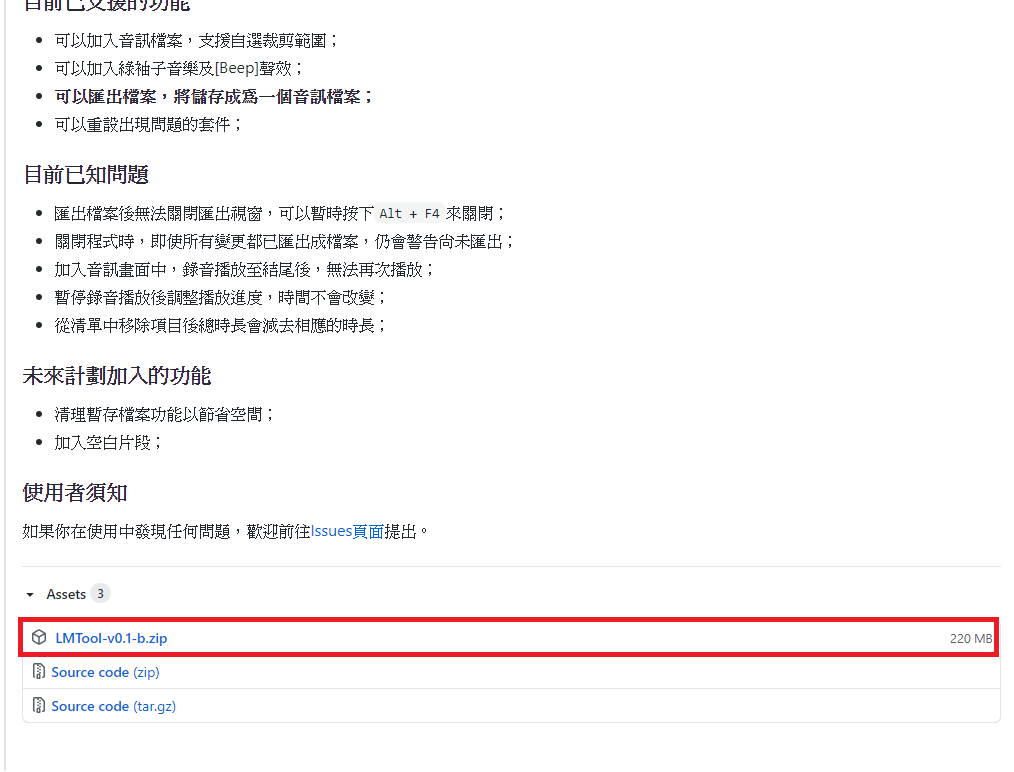 目前已支援的功能
可以加入音訊檔案，支援自選裁剪範圍；
可以加入綠袖子音樂及[Beep]聲效；
可以匯出檔案，將儲存成為一個音訊檔案；
可以重設出現問題的套件；
目前已知問題
匯出檔案後無法關閉匯出視窗，可以暫時按下 Alt + F4 來關閉；
關閉程式時，即使所有變更都已匯出成檔案，仍會警告尚未匯出；
加入音訊畫面中，錄音播放至結尾後，無法再次播放；
暫停錄音播放後調整播放進度，時間不會改變；
從清單中移除項目後總時長會減去相應的時長；
未來計劃加入的功能
清理暫存檔案功能以節省空間；
加入空白片段；
使用者須知
如果你在使用中發現任何問題，歡迎前往Issues頁面提出。
Assets 3
LMTool-v0.1-b.zip 220 MB
Source code (zip)
Source code (tar.gz)